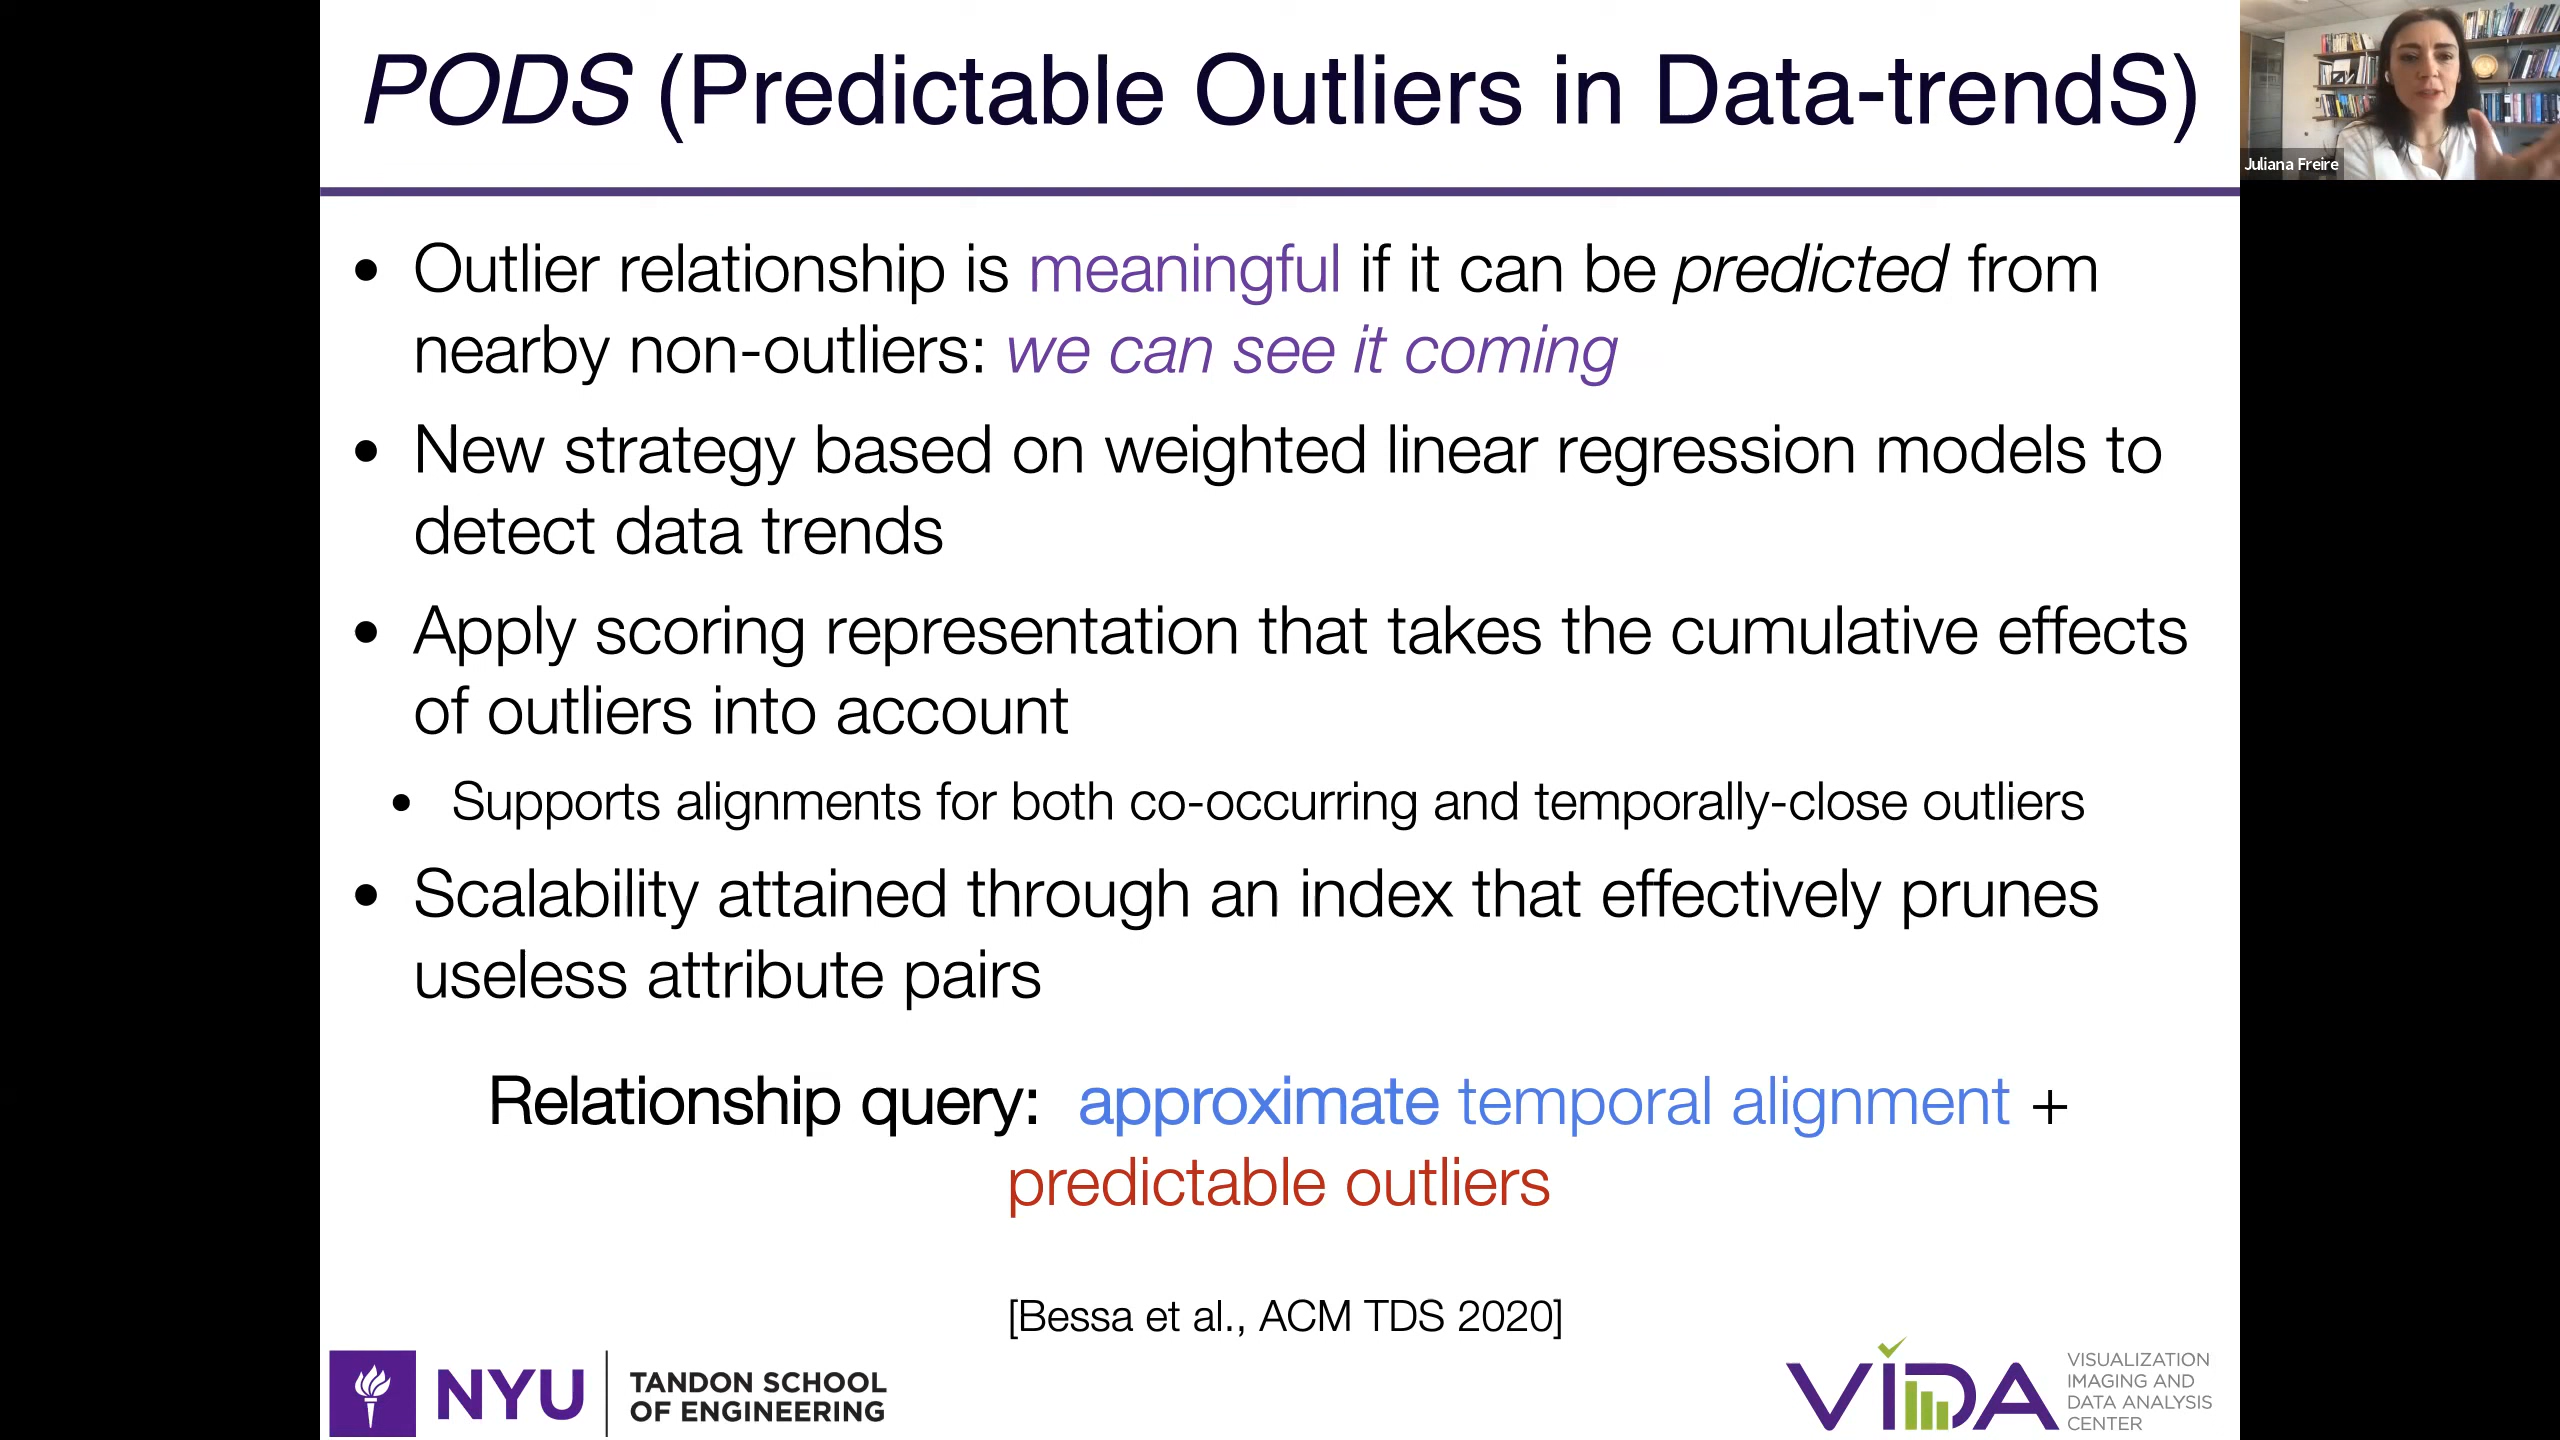 PODS (Predictable Outliers in Data-trendS)
Juliana Freire
• Outlier relationship is meaningful if it can be predicted from
nearby non-outliers: we can see it coming
• New strategy based on weighted linear regression models to
detect data trends
• Apply scoring representation that takes the cumulative effects
of outliers into account
• Supports alignments for both co-occurring and temporally-close outliers
• Scalability attained through an index that effectively prunes
useless attribute pairs
Relationship query: approximate temporal alignment +
predictable outliers
[Bessa et al., ACM TDS 2020]
NYU
TANDON SCHOOL
OF ENGINEERING
VIDA
VISUALIZATION
IMAGING AND
DATA ANALYSIS
CENTER